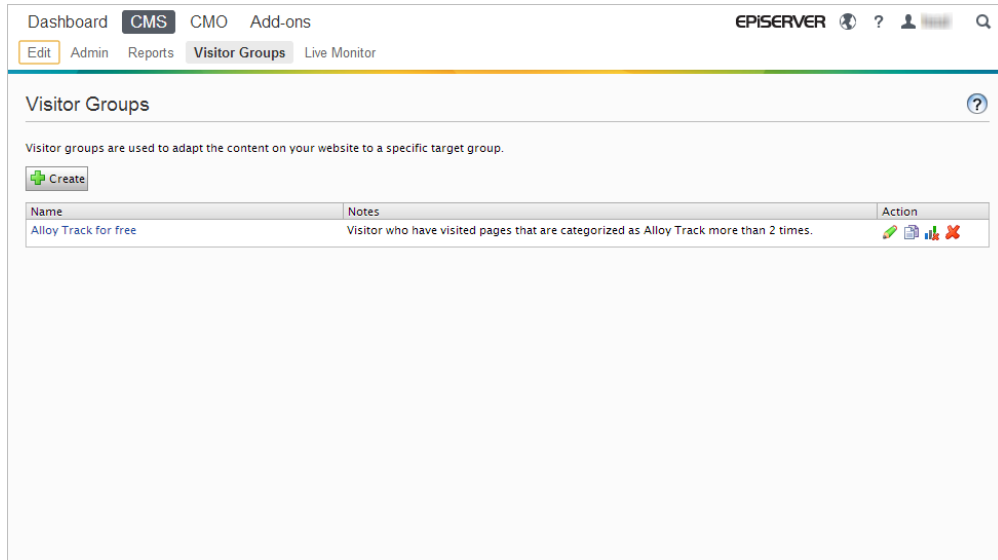 Dashboard CMS CMO Add-ons EPiSERVER ?
Edit Admin Reports Visitor Groups Live Monitor
Visitor Groups ?
Visitor groups are used to adapt the content on your website to a specific target group.
Create
Name Notes Action
Alloy Track for free Visitor who have visited pages that are categorized as Alloy Track more than 2 times.